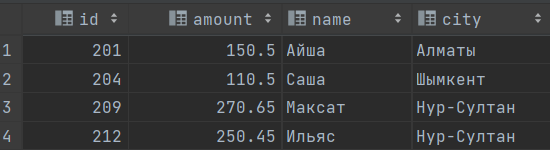 id amount name city
1 201 150.5 Айша Алматы
2 204 110.5 Саша Шымкент
3 209 270.65 Максат Нур-Султан
4 212 250.45 Ильяс Нур-Султан